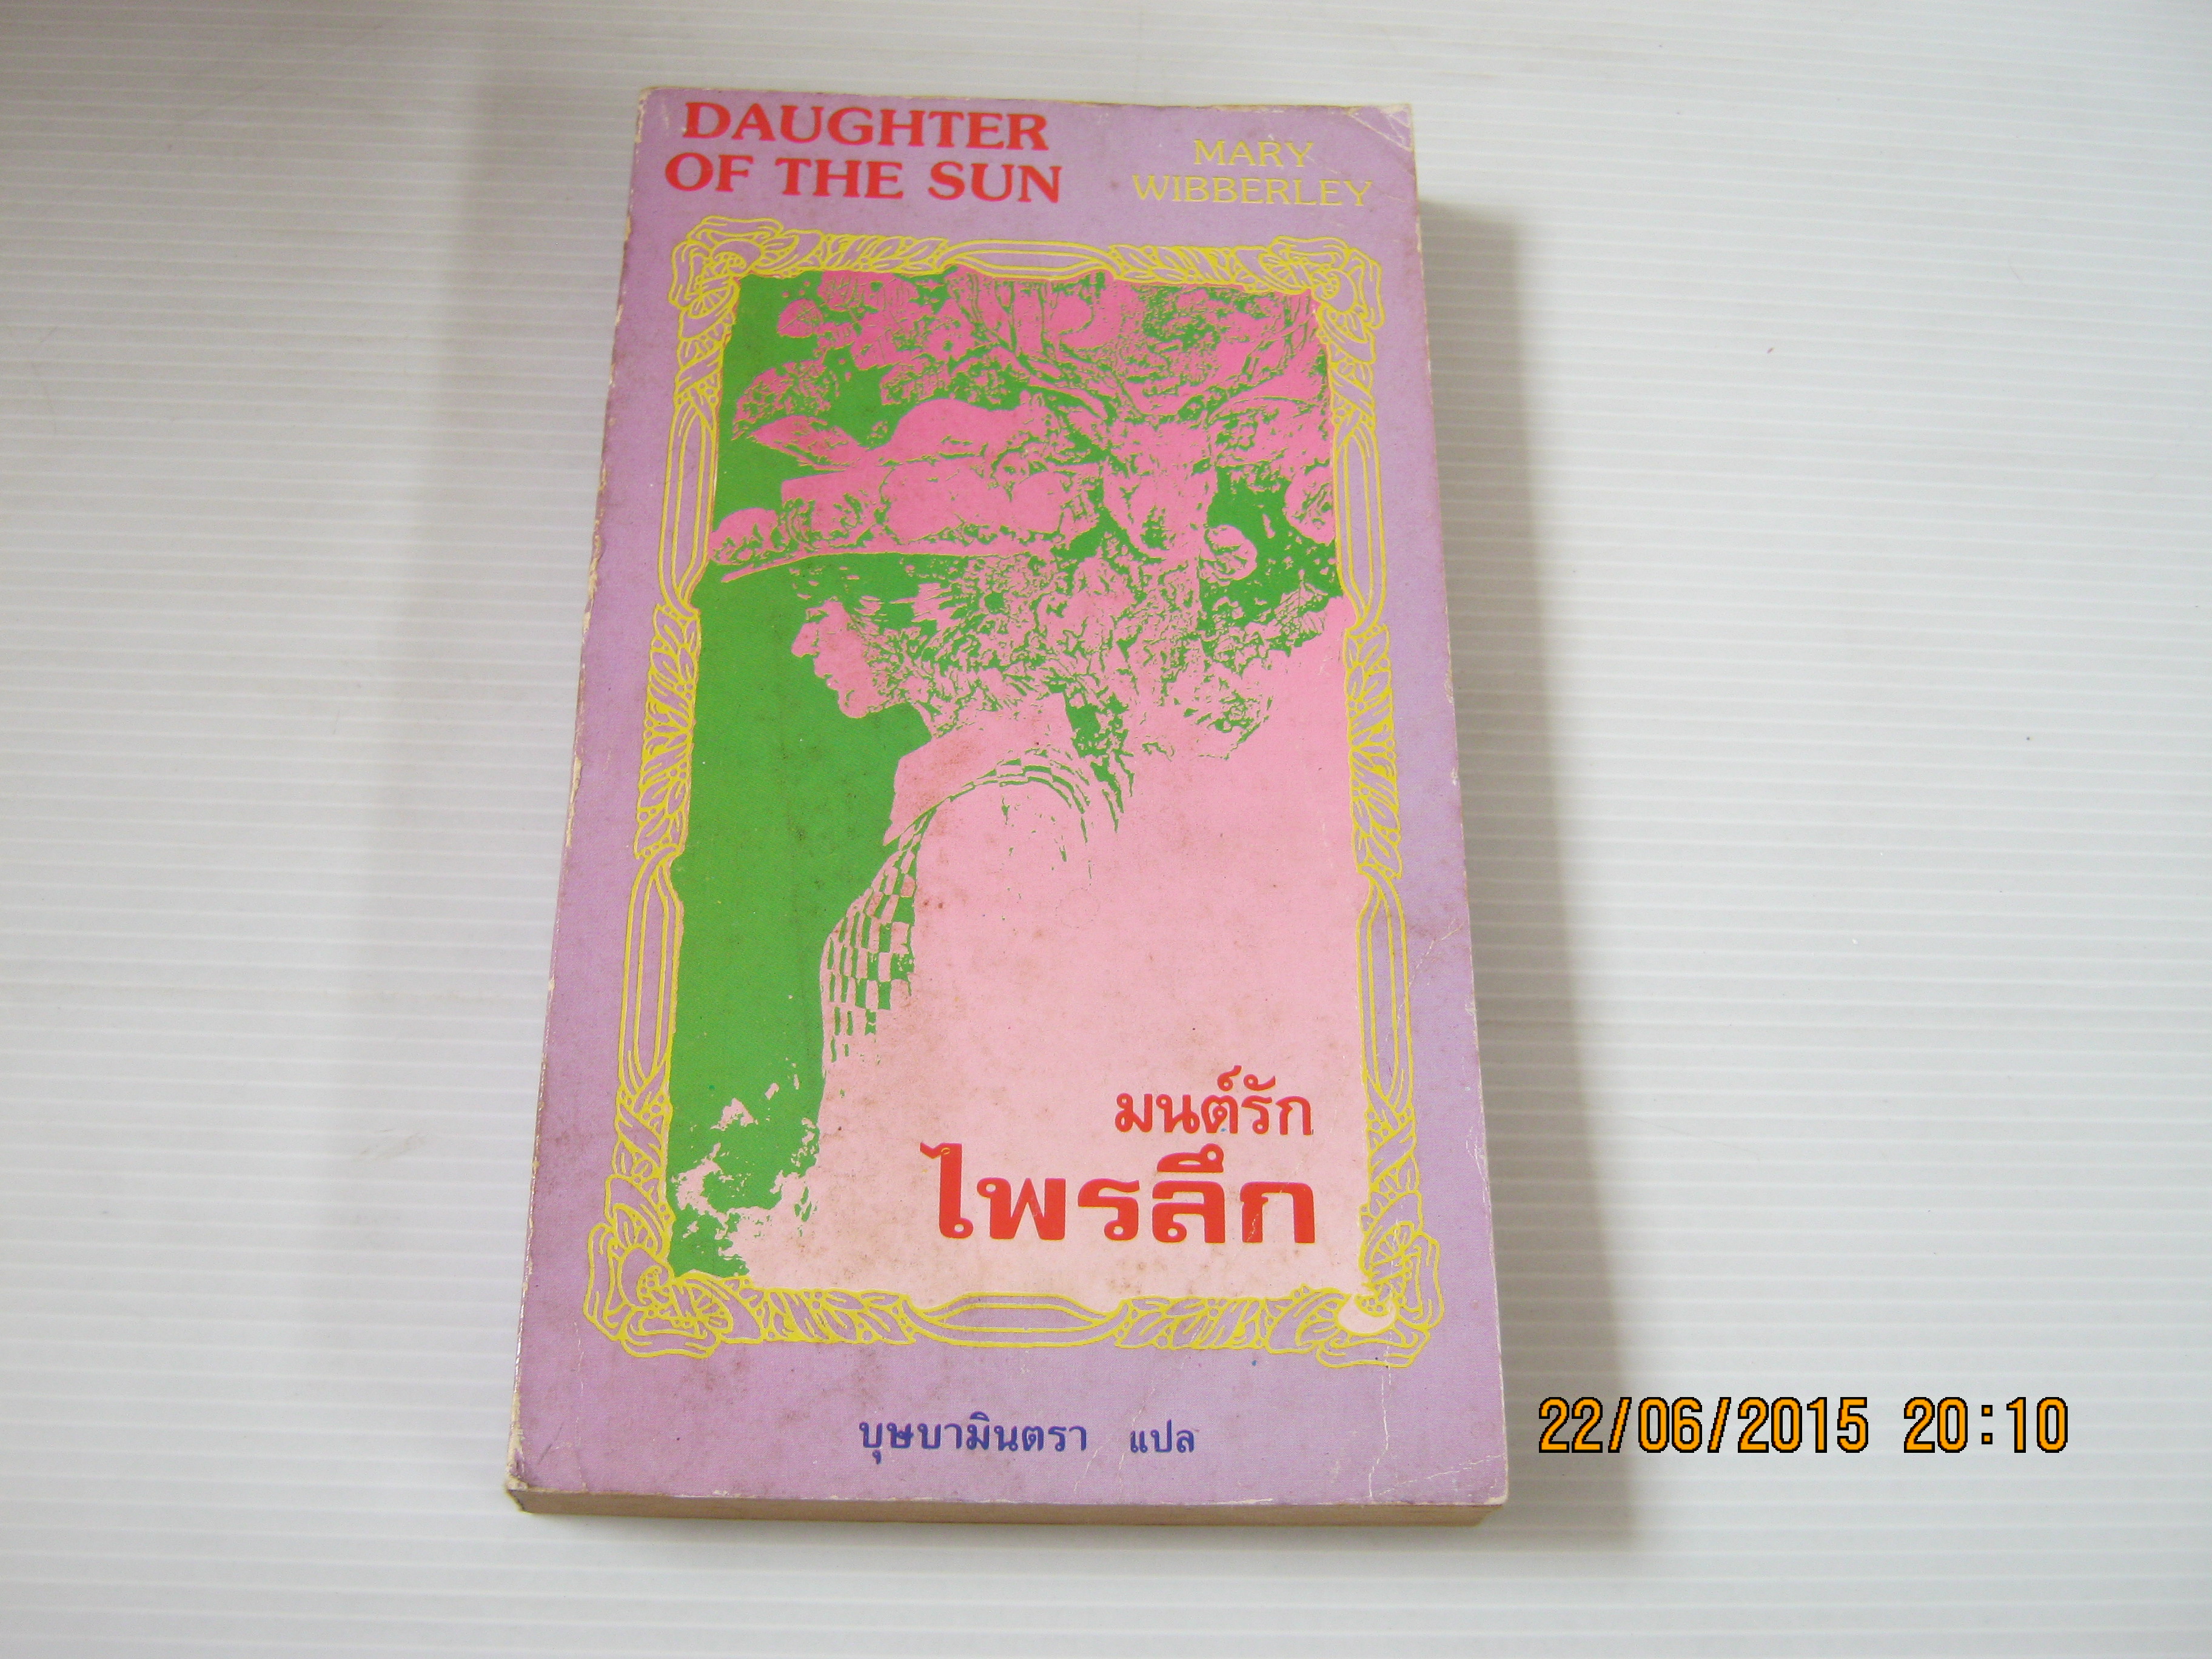 DAUGHTER
OF THE SUN
MARY
WIBBERLEY
มนต์รัก
ไพรลึก
บุษบามินตรา แปล
22/06/2015 20:10